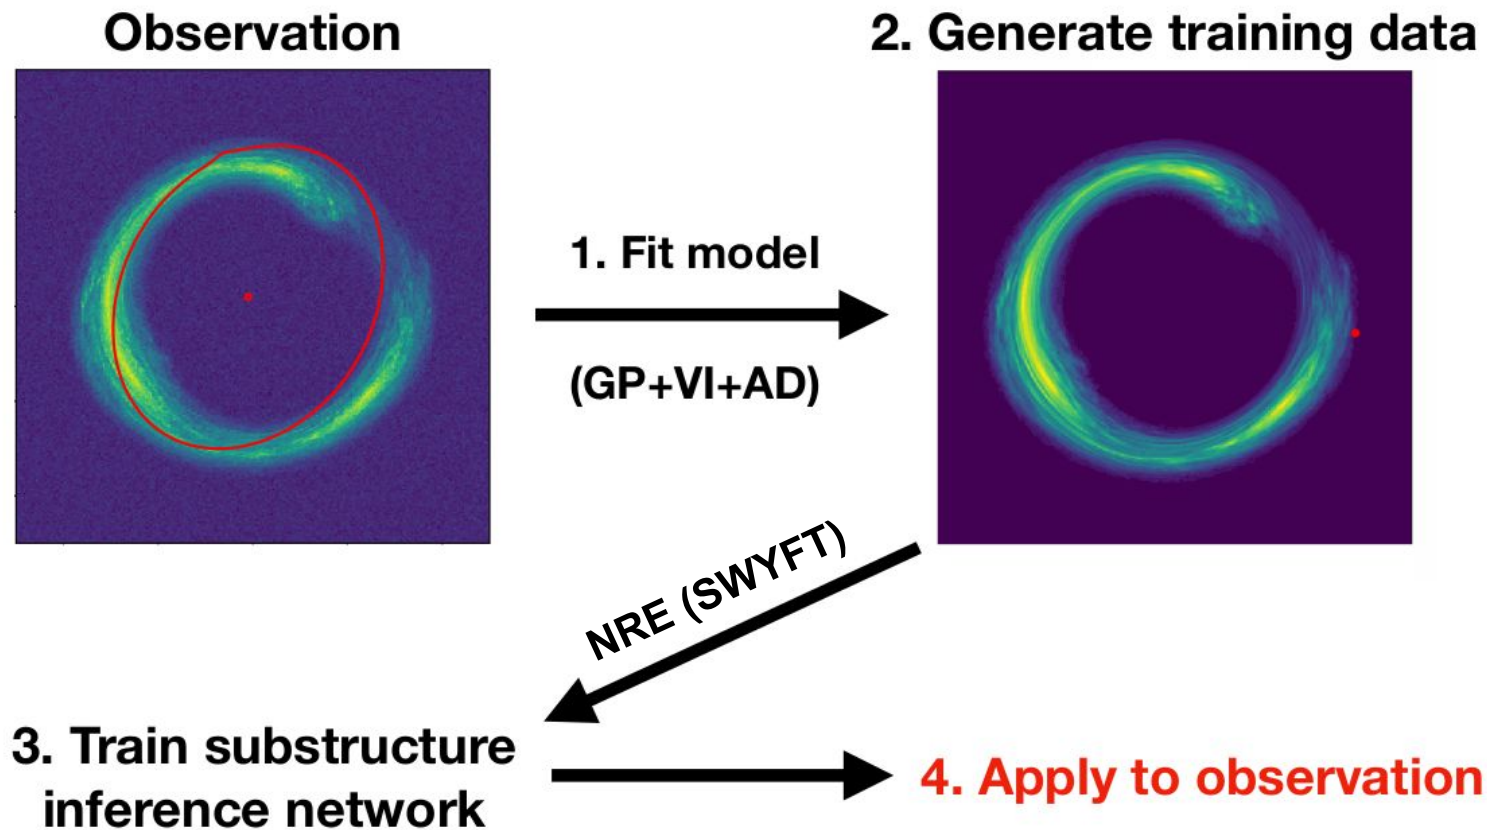 Observation
2. Generate training data
1. Fit model
(GP+VI+AD)
NRE (SWYFT)
3. Train substructure
inference network
4. Apply to observation